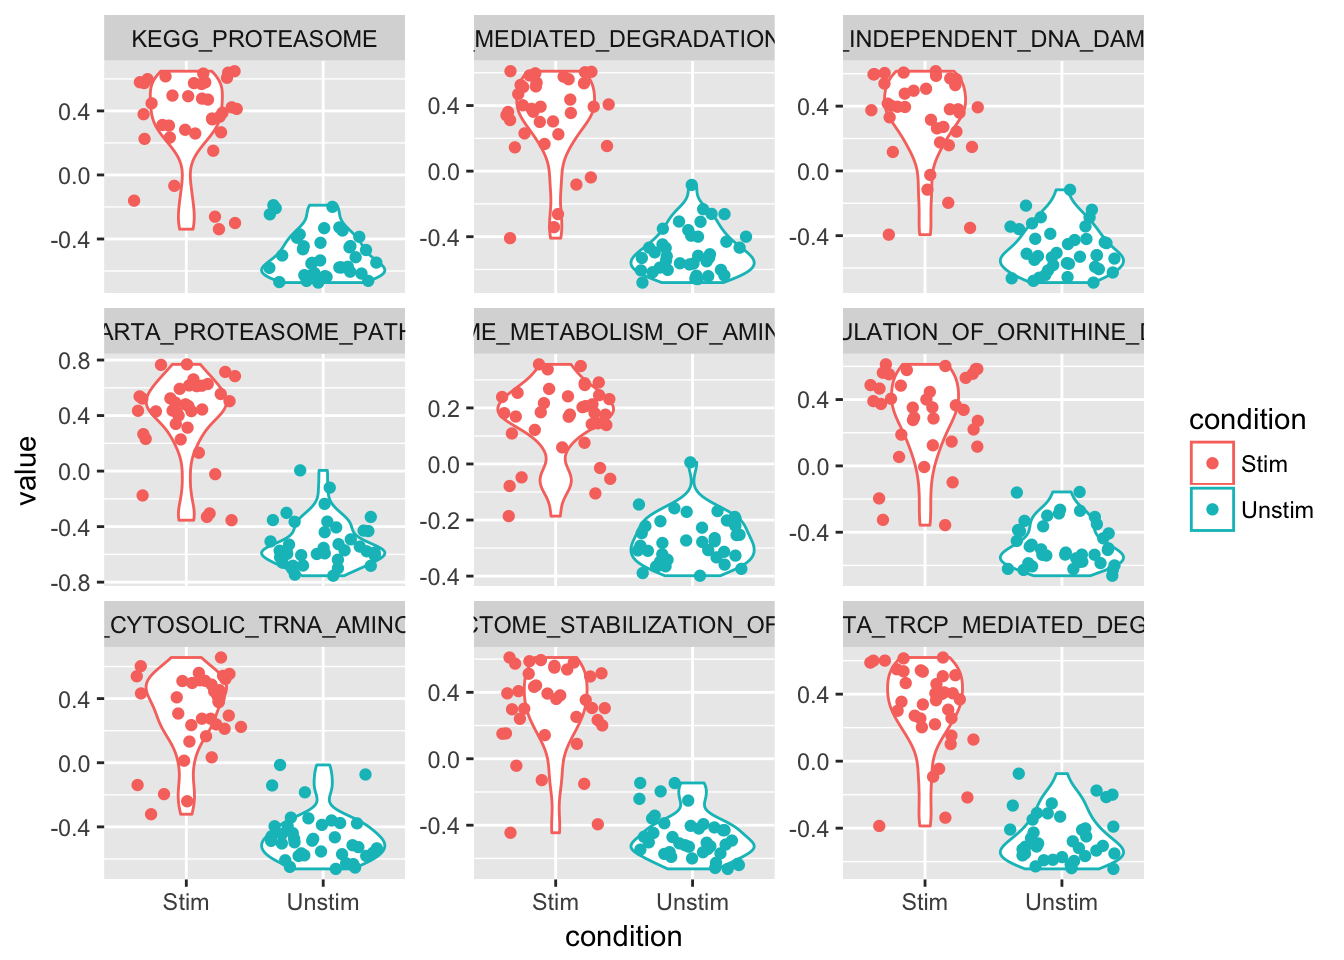 KEGG_PROTEASOME
_MEDIATED_DEGRADATION
_INDEPENDENT_DNA_DAM
0.4
0.0
-0.4
0.4
0.0
-0.4
0.4
0.0
-0.4
ARTA_PROTEASOME_PATH
ME_METABOLISM_OF_AMIN
ULATION_OF_ORNITHINE_D
0.8
0.4
0.0
-0.4
-0.8
0.2
0.0
-0.2
-0.4
0.4
0.0
-0.4
_CYTOSOLIC_TRNA_AMINO
CTOME_STABILIZATION_OF
TA_TRCP_MEDIATED_DEG
0.4
0.0
-0.4
0.4
0.0
-0.4
0.4
0.0
-0.4
Stim
Unstim
Stim
Unstim
Stim
Unstim
condition
value
condition
Stim
Unstim